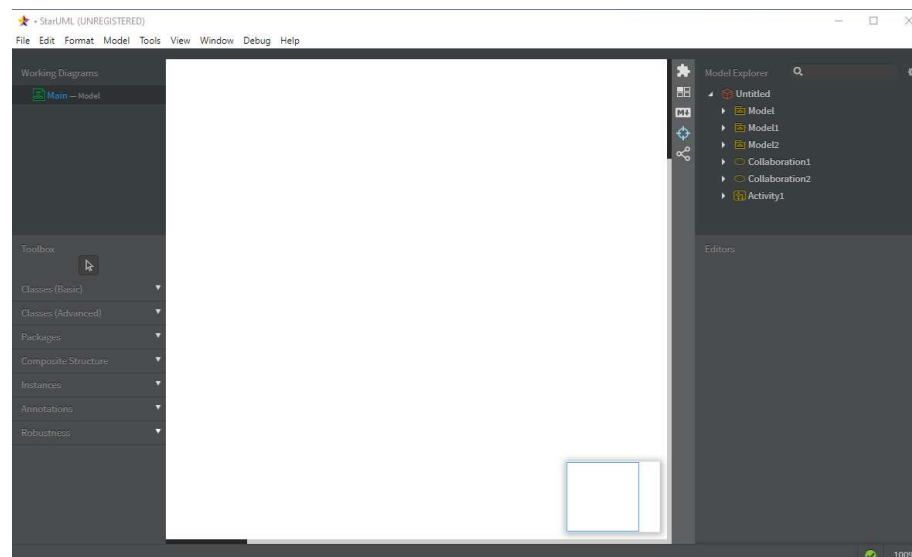 - StarUML (UNREGISTERED)
File Edit Format Model Tools View Window Debug Help
Working Diagrams
Main — Model
Toolbox
Classes (Basic)
Classes (Advanced)
Packages
Composite Structure
Instances
Annotations
Robustness
M
Model Explorer
Untitled
Model
Model1
Model2
Collaboration1
Collaboration2
Activity1
Editors
100%